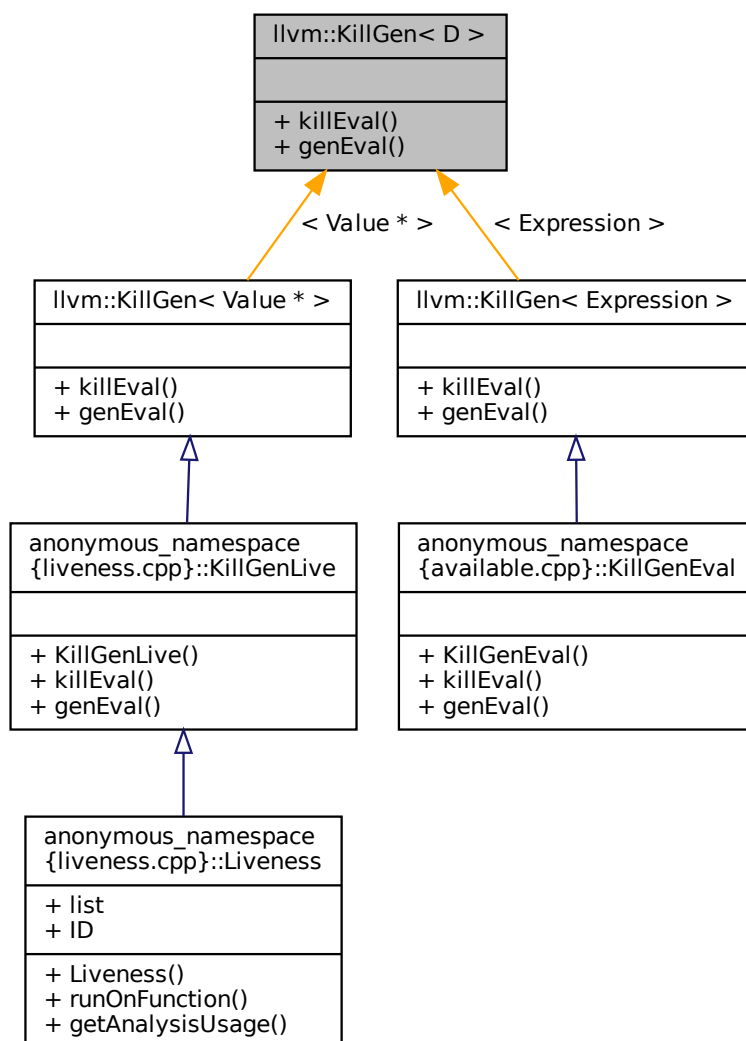 llvm::KillGen< D >
+ killEval()
+ genEval()
< Value * >
< Expression >
llvm::KillGen< Value * >
+ killEval()
+ genEval()
llvm::KillGen< Expression >
+ killEval()
+ genEval()
anonymous_namespace
{liveness.cpp}::KillGenLive
+ KillGenLive()
+ killEval()
+ genEval()
anonymous_namespace
{available.cpp}::KillGenEval
+ KillGenEval()
+ killEval()
+ genEval()
anonymous_namespace
{liveness.cpp}::Liveness
+ list
+ ID
+ Liveness()
+ runOnFunction()
+ getAnalysisUsage()